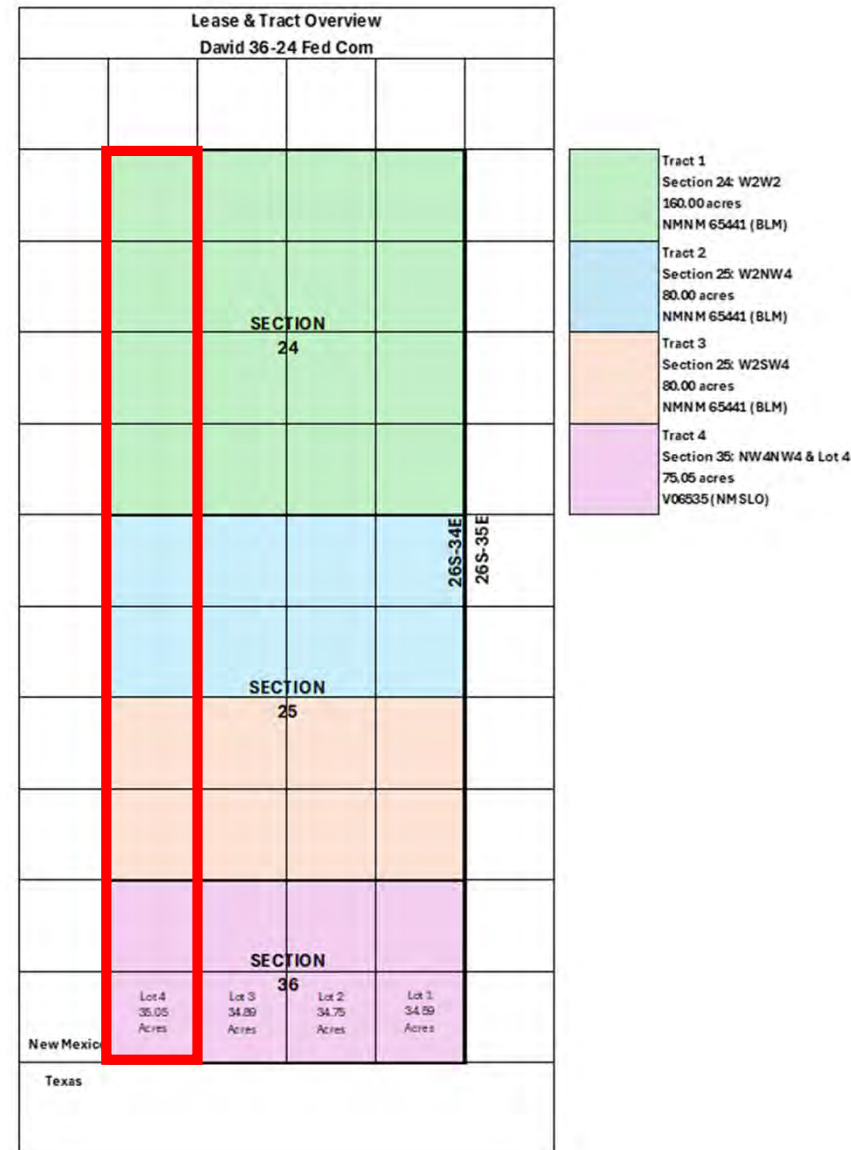 Lease & Tract Overview
David 36-24 Fed Com
Tract 1
Section 24: W2W2
160.00 acres
NMNM 65441 (BLM)
Tract 2
Section 25: W2NW4
80.00 acres
NMNM 65441 (BLM)
Tract 3
Section 25: W2SW4
80.00 acres
NMNM 65441 (BLM)
Tract 4
Section 35: NW4NW4 & Lot 4
75.05 acres
V06535 (NMSLO)
SECTION
24
26S-34E
26S-35E
SECTION
25
SECTION
36
Lot 4
35.05
Acres
Lot 3
34.89
Acres
Lot 2
34.75
Acres
Lot 1
34.59
Acres
New Mexico
Texas